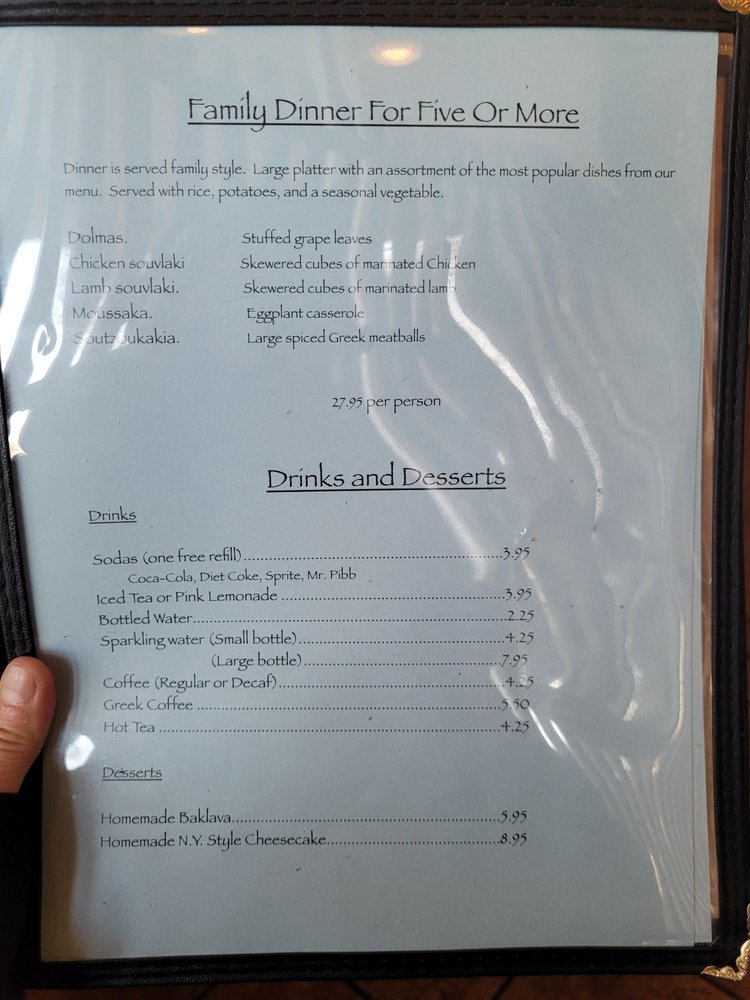 Family Dinner For Five Or More
Dinner is served family style. Large platter with an assortment of the most popular dishes from our
menu. Served with rice, potatoes, and a seasonal vegetable.
Dolmas. Stuffed grape leaves
Chicken souvlaki Skewered cubes of marinated Chicken
Lamb souvlaki. Skewered cubes of marinated lamb
Moussaka. Eggplant casserole
Soutzoukakia. Large spiced Greek meatballs
27.95 per person
Drinks and Desserts
Drinks
Sodas (one free refill)..........................................................3.95
Coca-Cola, Diet Coke, Sprite, Mr. Pibb
Iced Tea or Pink Lemonade ..................................................3.95
Bottled Water......................................................................2.25
Sparkling water (Small bottle)..............................................4.25
(Large bottle)............................................7.95
Coffee (Regular or Decaf)...................................................4.25
Greek Coffee .....................................................................5.50
Hot Tea .............................................................................4.25
Desserts
Homemade Baklava............................................................5.95
Homemade N.Y. Style Cheesecake.......................................8.95